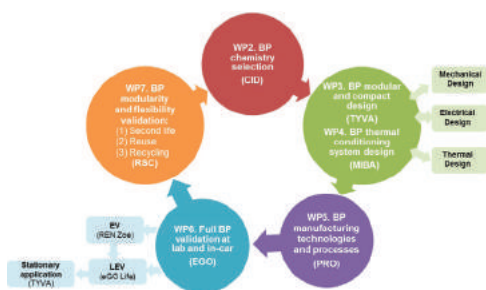 WP2. BP
chemistry
selection
(CID)
WP3. BP modular
and compact
design
(TYVA)
WP4. BP thermal
conditioning
system design
(MIBA)
Mechanical
Design
Electrical
Design
Thermal
Design
WP5. BP
manufacturing
technologies
and processes
(PRO)
WP6. Full BP
validation at
lab and in-car
(EGO)
EV
(REN Zoe)
LEV
(eGO Life)
Stationary
application
(TYVA)
WP7. BP
modularity
and flexibility
validation:
(1) Second life
(2) Reuse
(3) Recycling
(RSC)